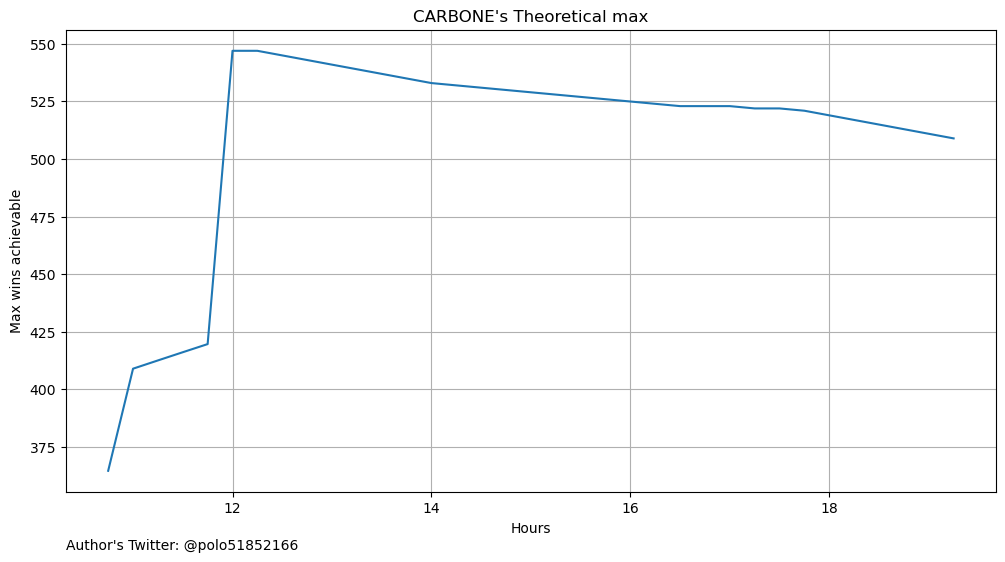 CARBONE's Theoretical max
Max wins achievable
550
525
500
475
450
425
400
375
12 14 16 18
Hours
Author's Twitter: @polo51852166